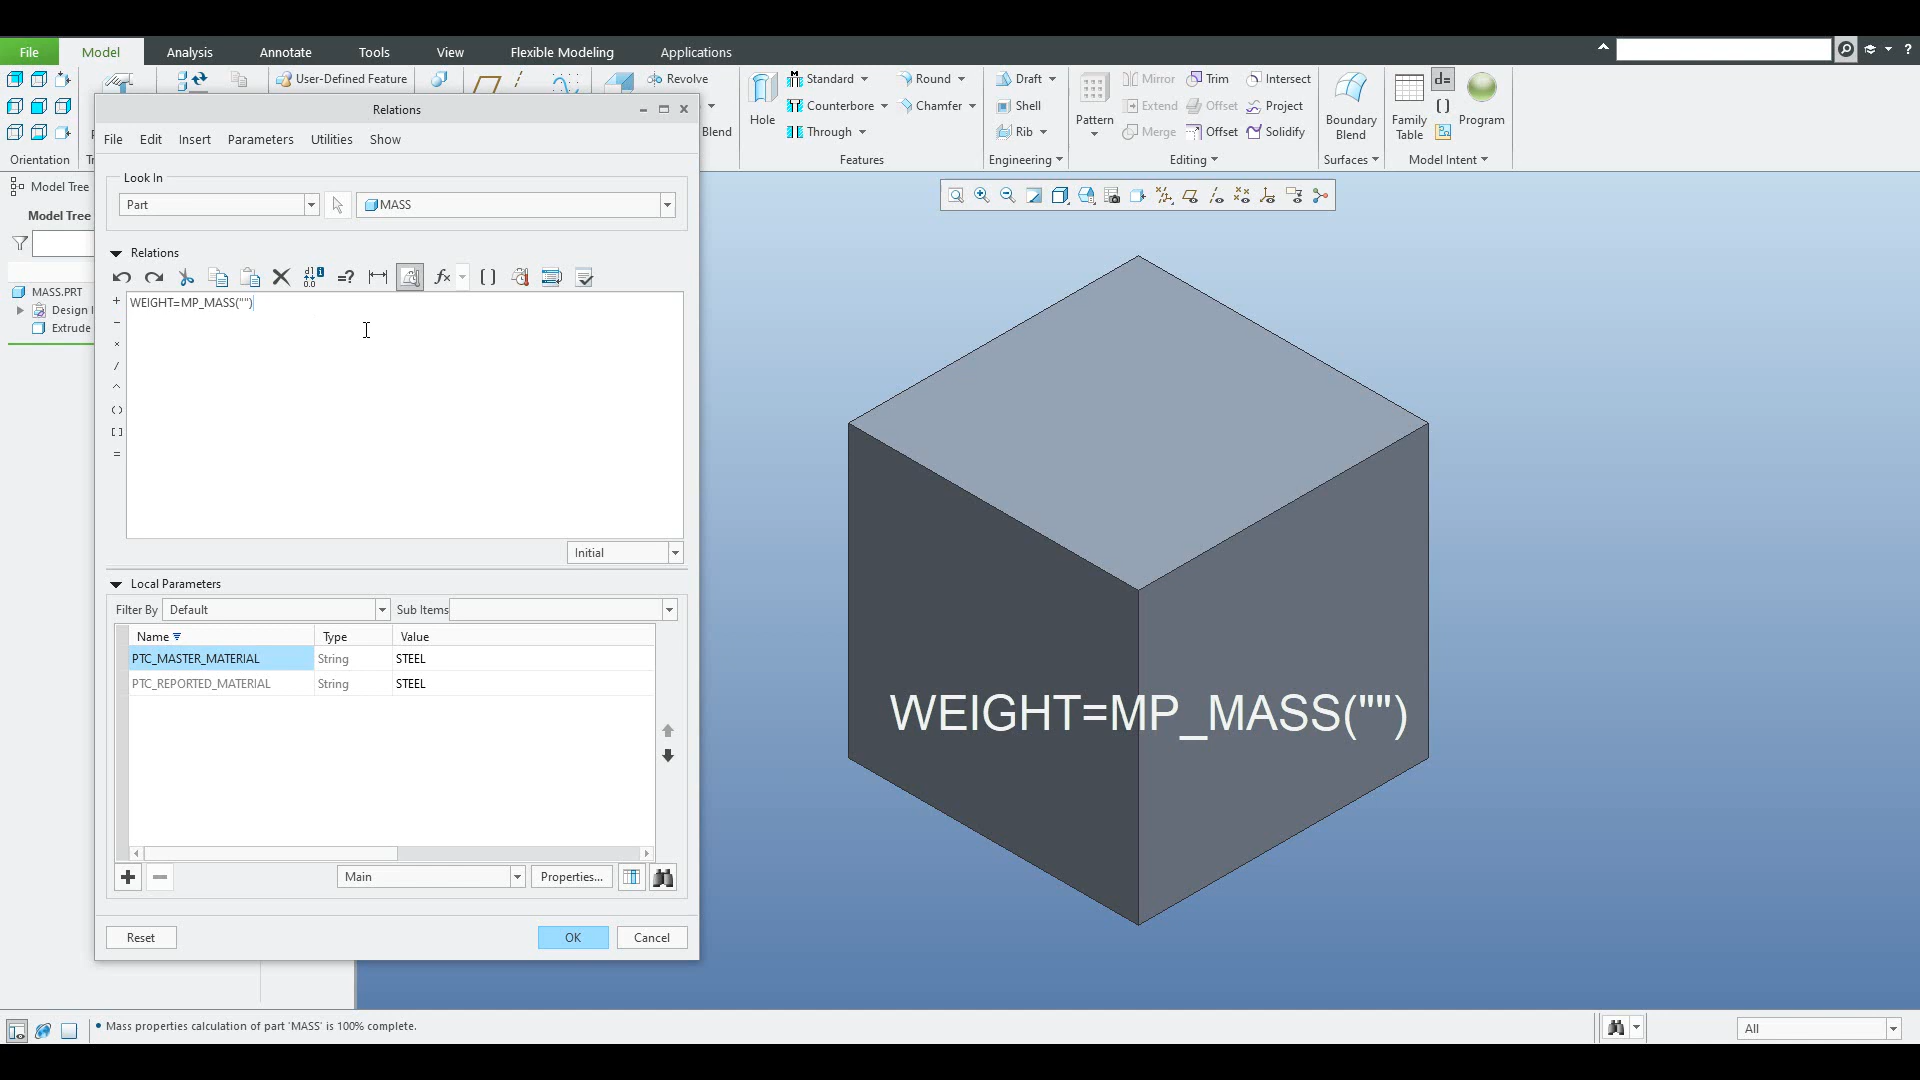 File Model Analysis Annotate Tools View Flexible Modeling Applications ?
User-Defined Feature Revolve Standard Round Draft Mirror Trim Intersect d=
Counterbore Chamfer Shell Extend Offset Project
Hole Through Rib Pattern Merge Offset Solidify Boundary Blend Family Table Program
Blend
Orientation Features Engineering Editing Surfaces Model Intent
Relations
File Edit Insert Parameters Utilities Show
Model Tree
Model Tree
MASS.PRT
Design
Extrude
Look In
Part MASS
Relations
WEIGHT=MP_MASS("")
+
-
×
/
^
()
[]
=
Initial
Local Parameters
Filter By Default Sub Items
Name Type Value
PTC_MASTER_MATERIAL String STEEL
PTC_REPORTED_MATERIAL String STEEL
Main Properties...
Reset OK Cancel
WEIGHT=MP_MASS("")
• Mass properties calculation of part 'MASS' is 100% complete.
All